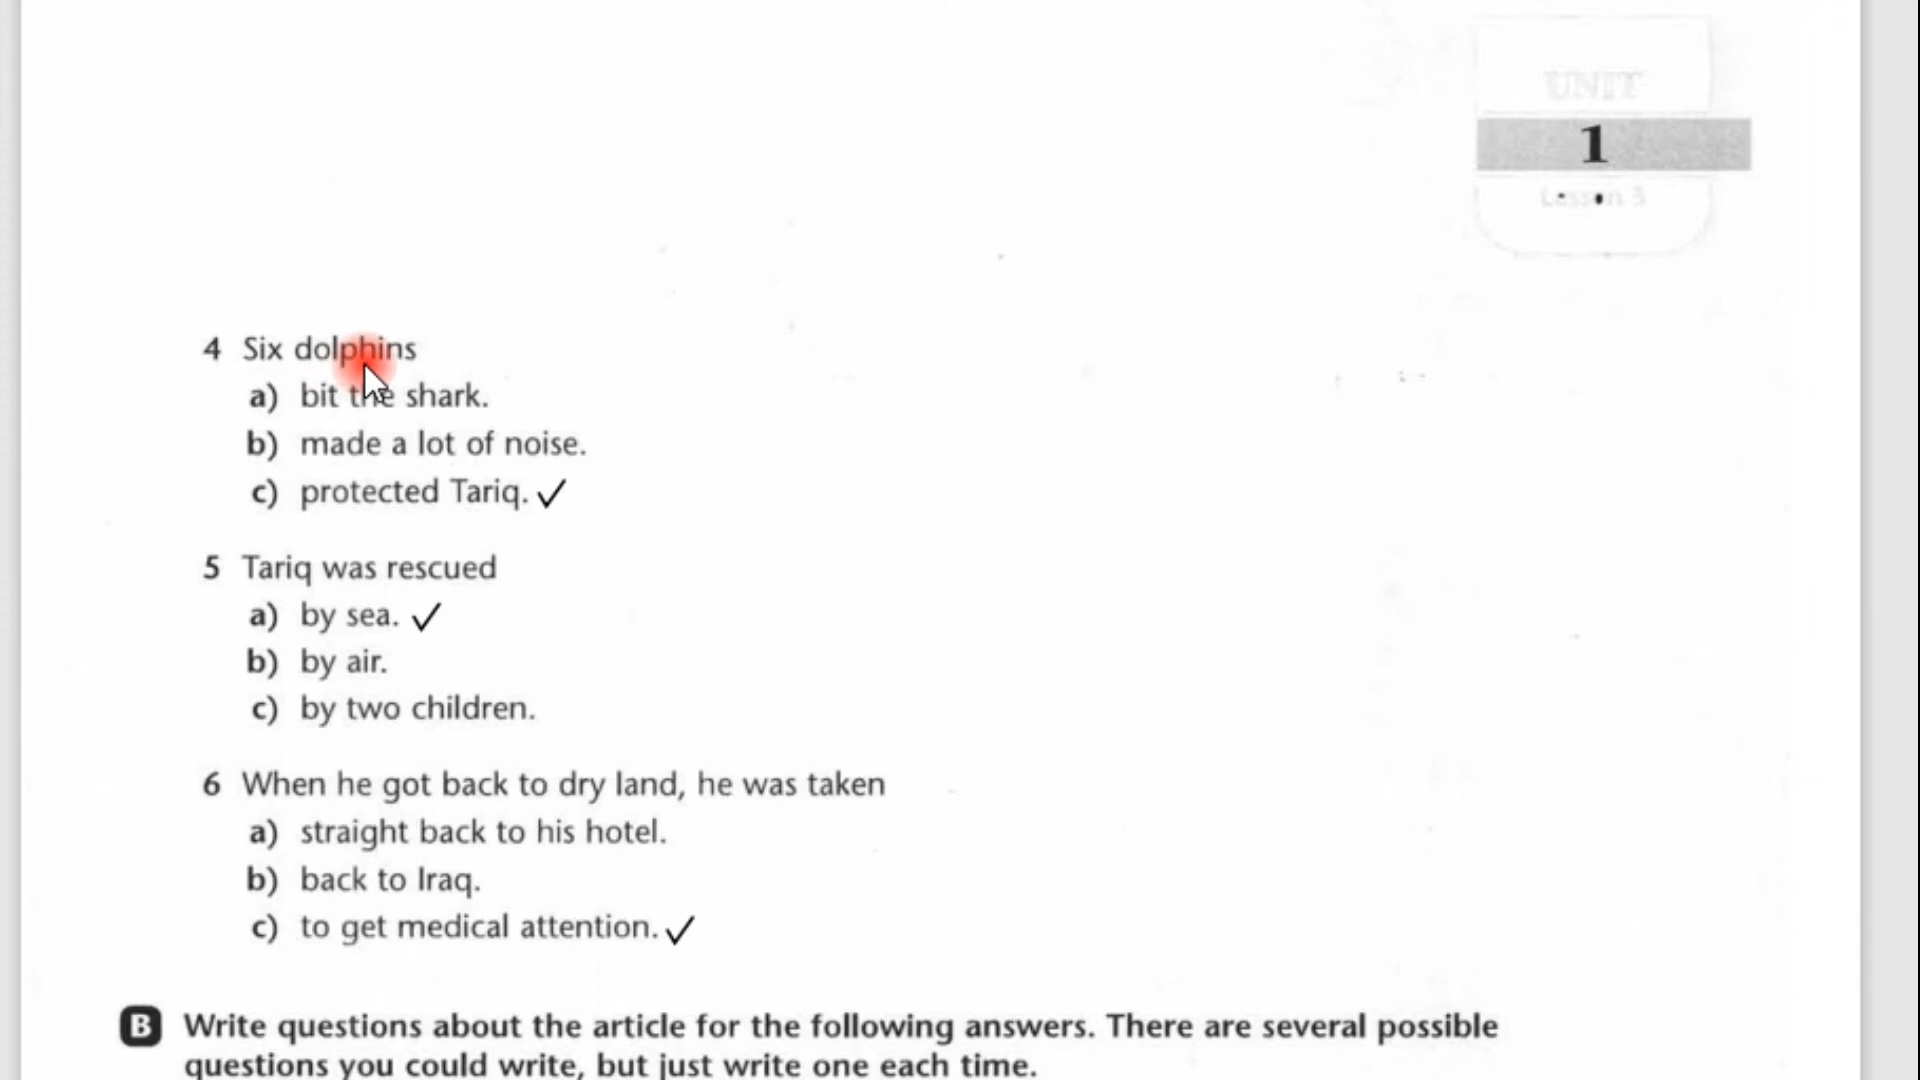 UNIT
1
Lesson 3
4 Six dolphins
a) bit the shark.
b) made a lot of noise.
c) protected Tariq. ✓
5 Tariq was rescued
a) by sea. ✓
b) by air.
c) by two children.
6 When he got back to dry land, he was taken
a) straight back to his hotel.
b) back to Iraq.
c) to get medical attention. ✓
B Write questions about the article for the following answers. There are several possible
questions you could write, but just write one each time.